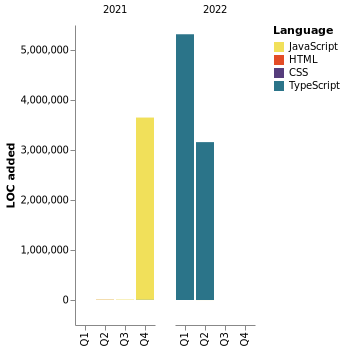 2021
2022
LOC added
5,000,000
4,000,000
3,000,000
2,000,000
1,000,000
0
Q1
Q2
Q3
Q4
Q1
Q2
Q3
Q4
Language
JavaScript
HTML
CSS
TypeScript